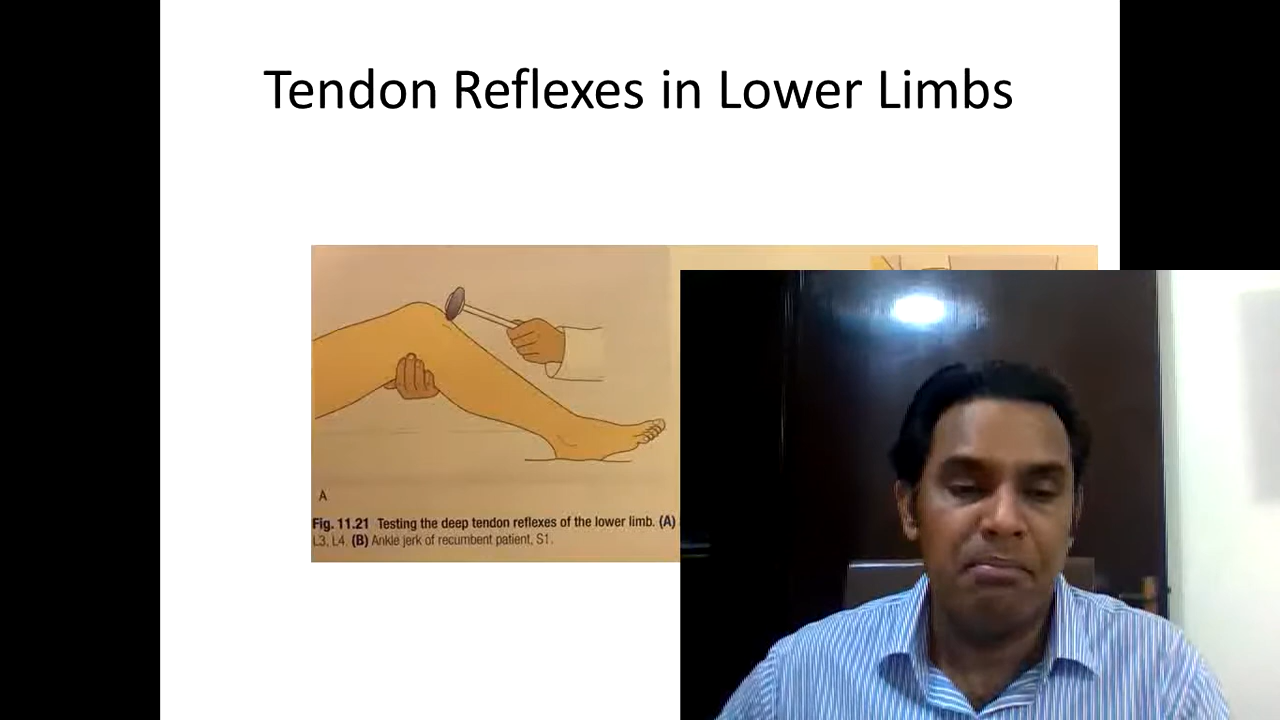 Tendon Reflexes in Lower Limbs
A
Fig. 11.21 Testing the deep tendon reflexes of the lower limb. (A)
L3, L4. (B) Ankle jerk of recumbent patient, S1.